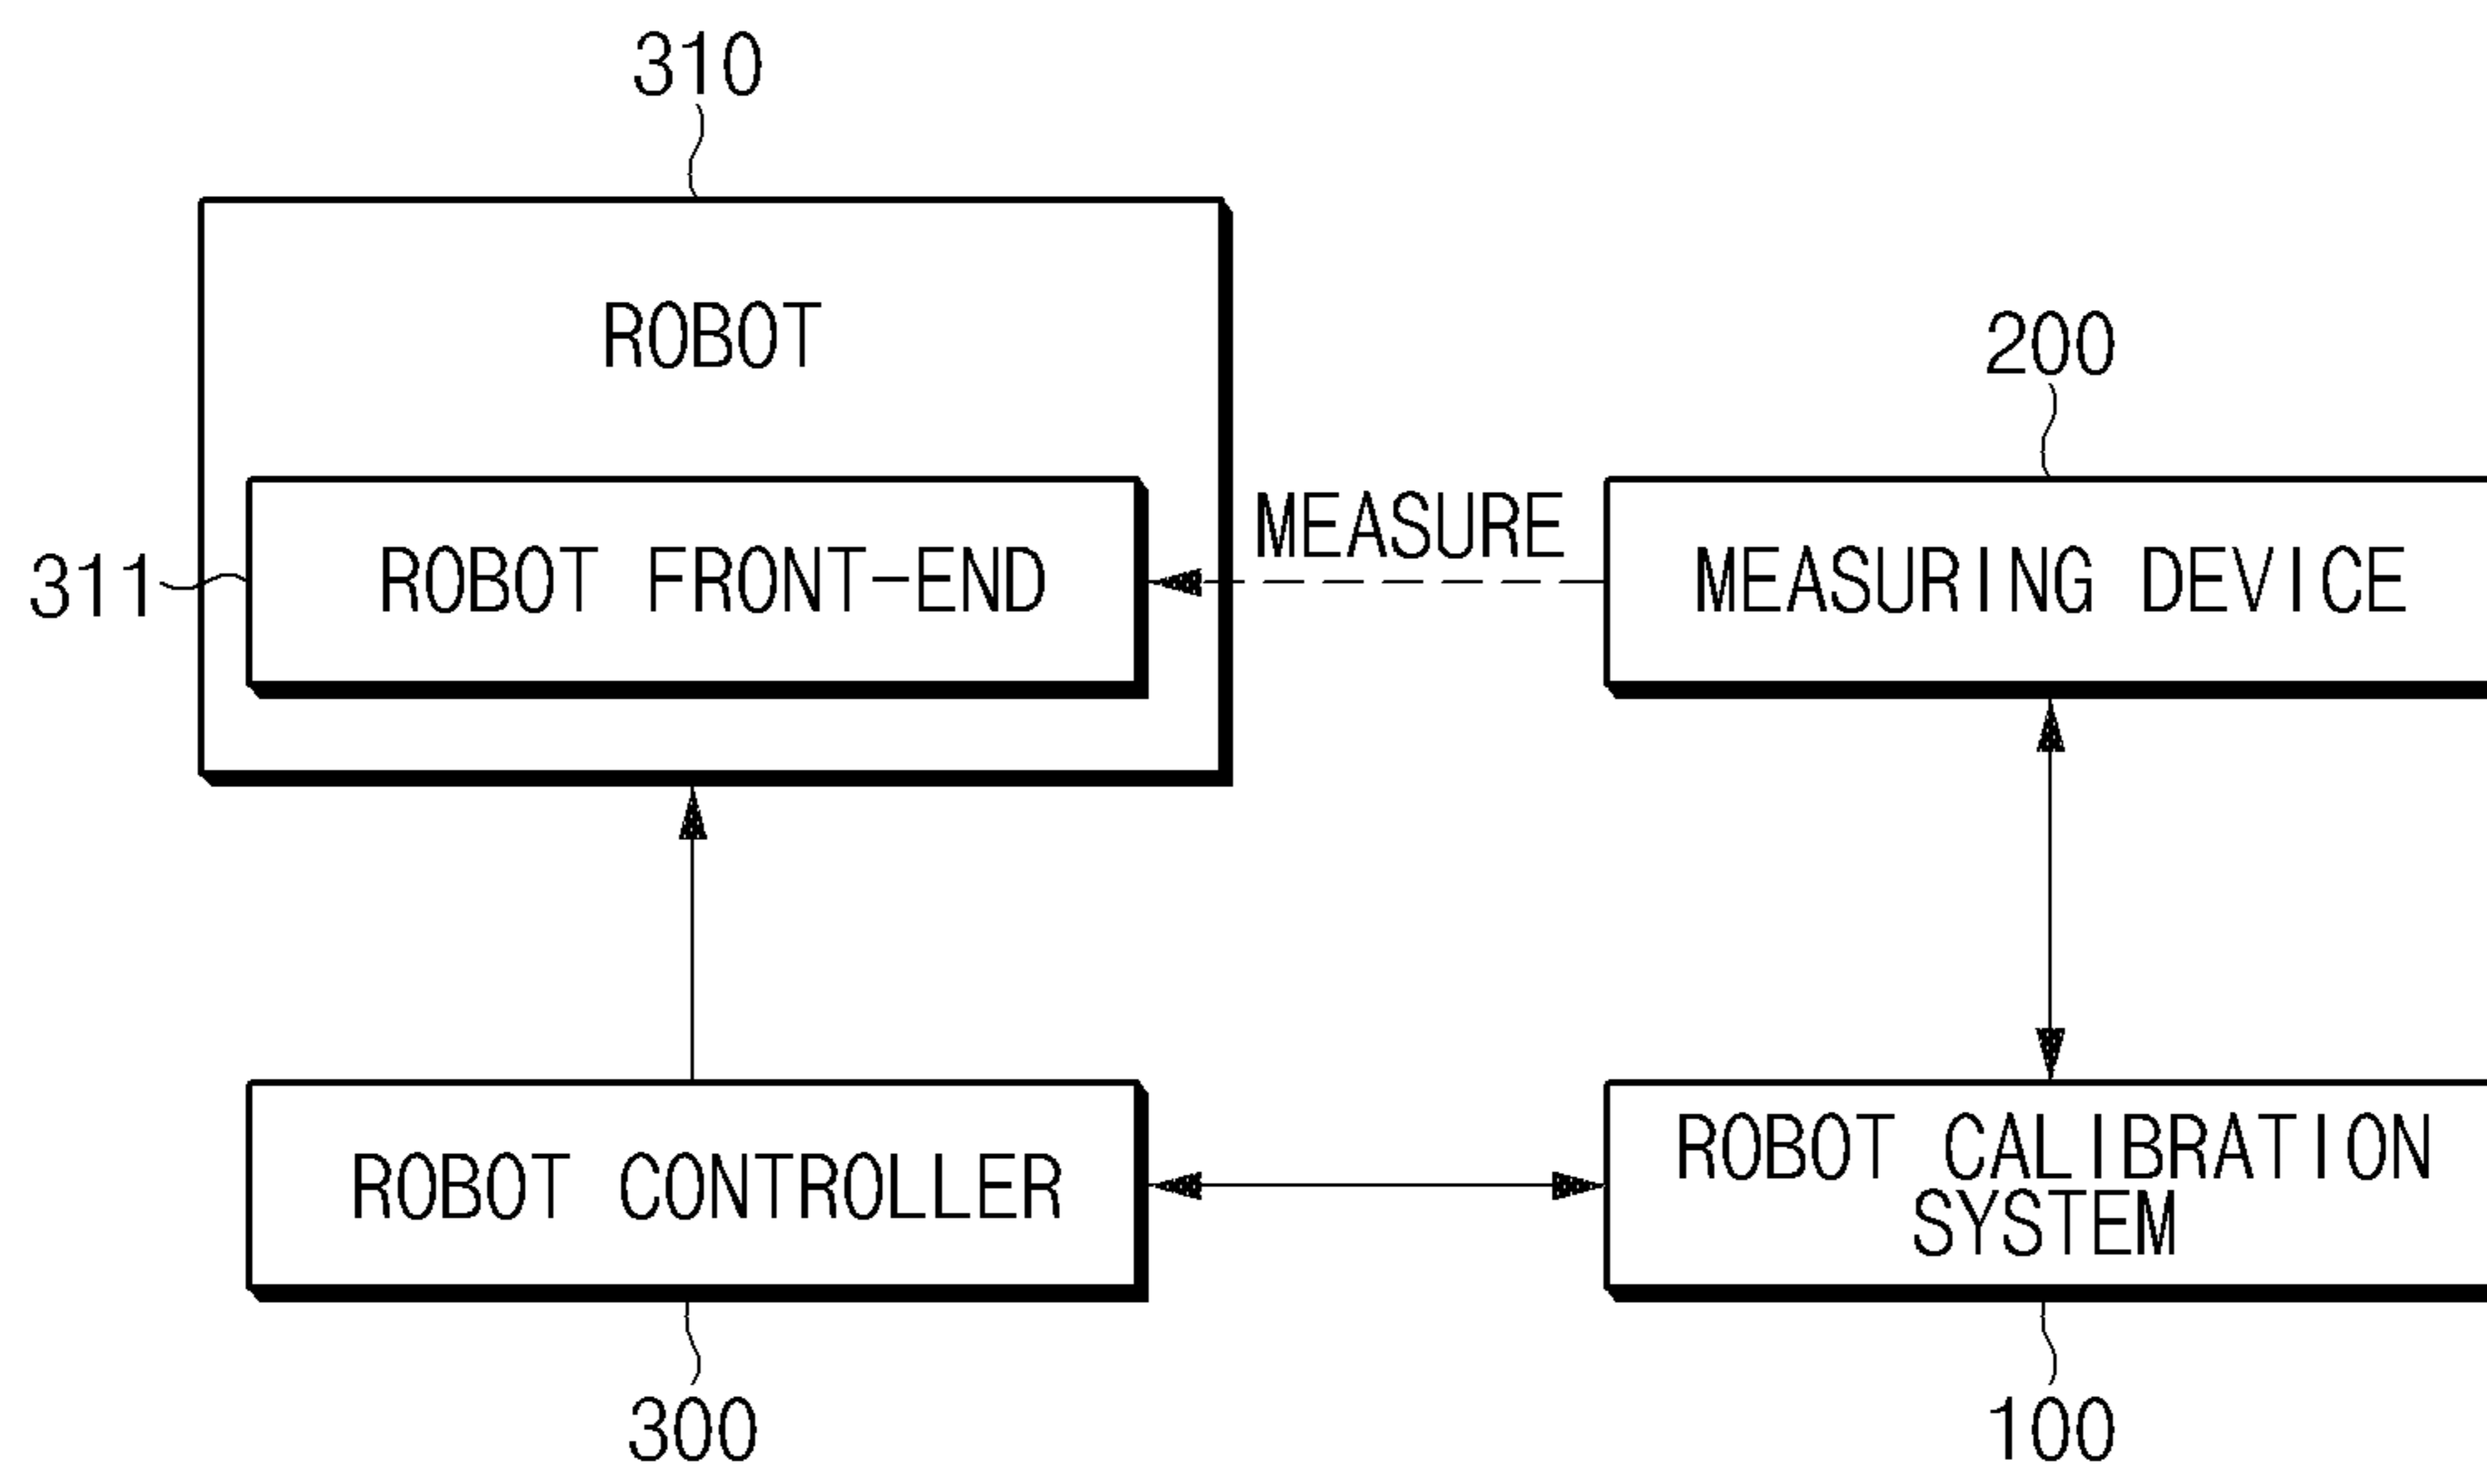 310
ROBOT
200
MEASURE
311
ROBOT FRONT-END
MEASURING DEVICE
ROBOT CONTROLLER
ROBOT CALIBRATION
SYSTEM
300
100